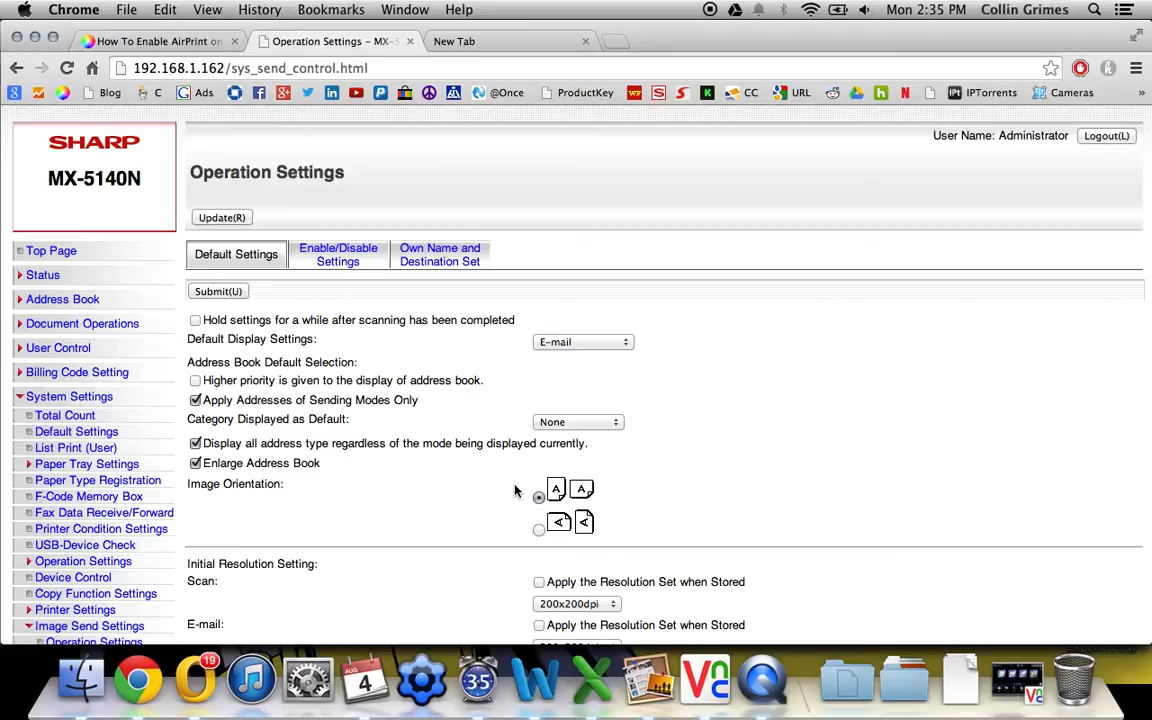 Chrome File Edit View History Bookmarks Window Help Mon 2:35 PM Collin Grimes
How To Enable AirPrint on × Operation Settings – MX-5 × New Tab ×
192.168.1.162/sys_send_control.html
Blog C Ads @Once ProductKey CC URL IPTorrents Cameras »
SHARP
MX-5140N
User Name: Administrator Logout(L)
Operation Settings
Update(R)
Default Settings
Enable/Disable
Settings
Own Name and
Destination Set
Submit(U)
Top Page
Status
Address Book
Document Operations
User Control
Billing Code Setting
System Settings
Total Count
Default Settings
List Print (User)
Paper Tray Settings
Paper Type Registration
F-Code Memory Box
Fax Data Receive/Forward
Printer Condition Settings
USB-Device Check
Operation Settings
Device Control
Copy Function Settings
Printer Settings
Image Send Settings
Operation Settings
Hold settings for a while after scanning has been completed
Default Display Settings: E-mail
Address Book Default Selection:
Higher priority is given to the display of address book.
Apply Addresses of Sending Modes Only
Category Displayed as Default: None
Display all address type regardless of the mode being displayed currently.
Enlarge Address Book
Image Orientation: A A
A A
Initial Resolution Setting:
Scan: Apply the Resolution Set when Stored
200x200dpi
E-mail: Apply the Resolution Set when Stored
19
AUG
4
35
W X